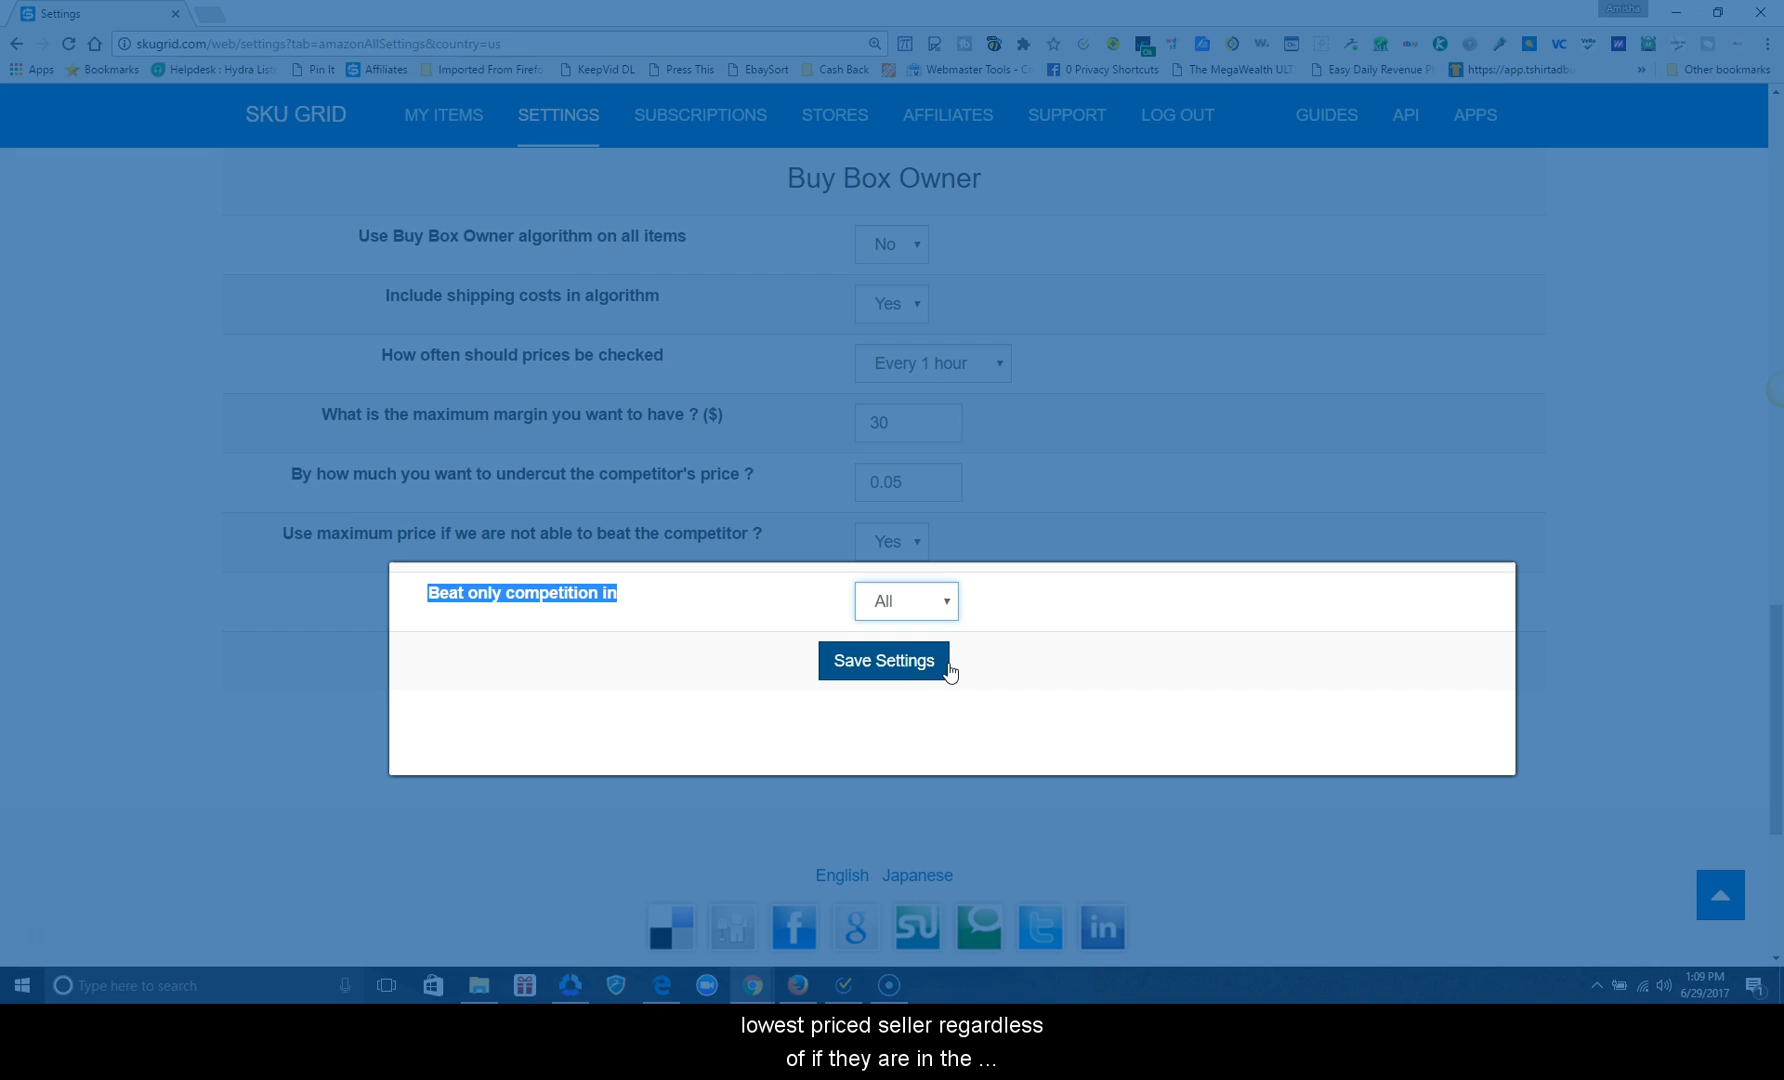 Settings
Amisha
skugrid.com/web/settings?tab=amazonAllSettings&country=us
Apps Bookmarks Helpdesk : Hydra List Pin It Affiliates Imported From Firefo KeepVid DL Press This EbaySort Cash Back Webmaster Tools - C 0 Privacy Shortcuts The MegaWealth ULT Easy Daily Revenue P https://app.tshirtadbu » Other bookmarks
SKU GRID MY ITEMS SETTINGS SUBSCRIPTIONS STORES AFFILIATES SUPPORT LOG OUT GUIDES API APPS
Buy Box Owner
Use Buy Box Owner algorithm on all items No
Include shipping costs in algorithm Yes
How often should prices be checked Every 1 hour
What is the maximum margin you want to have ? ($) 30
By how much you want to undercut the competitor's price ? 0.05
Use maximum price if we are not able to beat the competitor ? Yes
Beat only competition in All
Save Settings
English Japanese
Type here to search
1:09 PM
6/29/2017
lowest priced seller regardless
of if they are in the ...